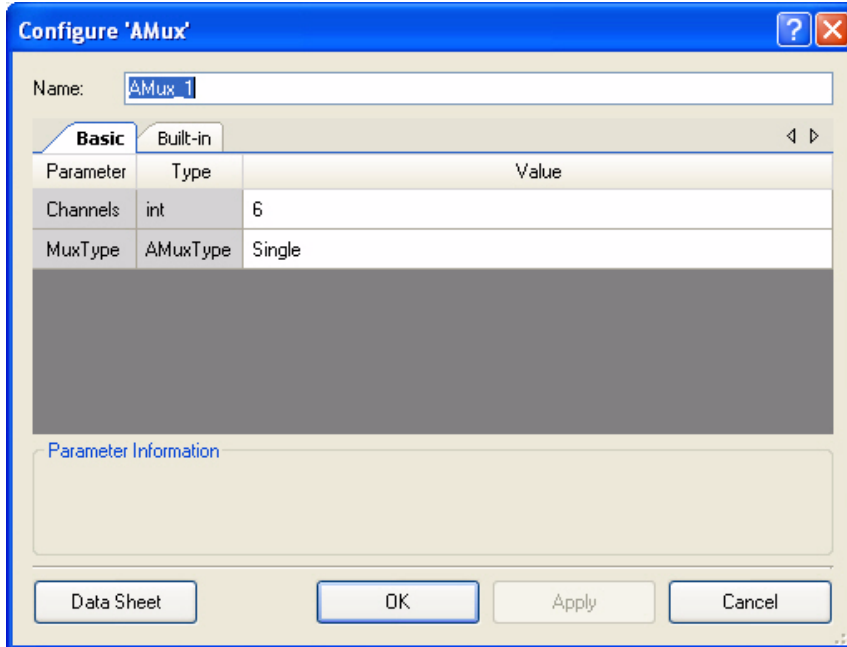 Configure 'AMux'
Name: AMux_1
Basic Built-in
Parameter Type Value
Channels int 6
MuxType AMuxType Single
Parameter Information
Data Sheet OK Apply Cancel